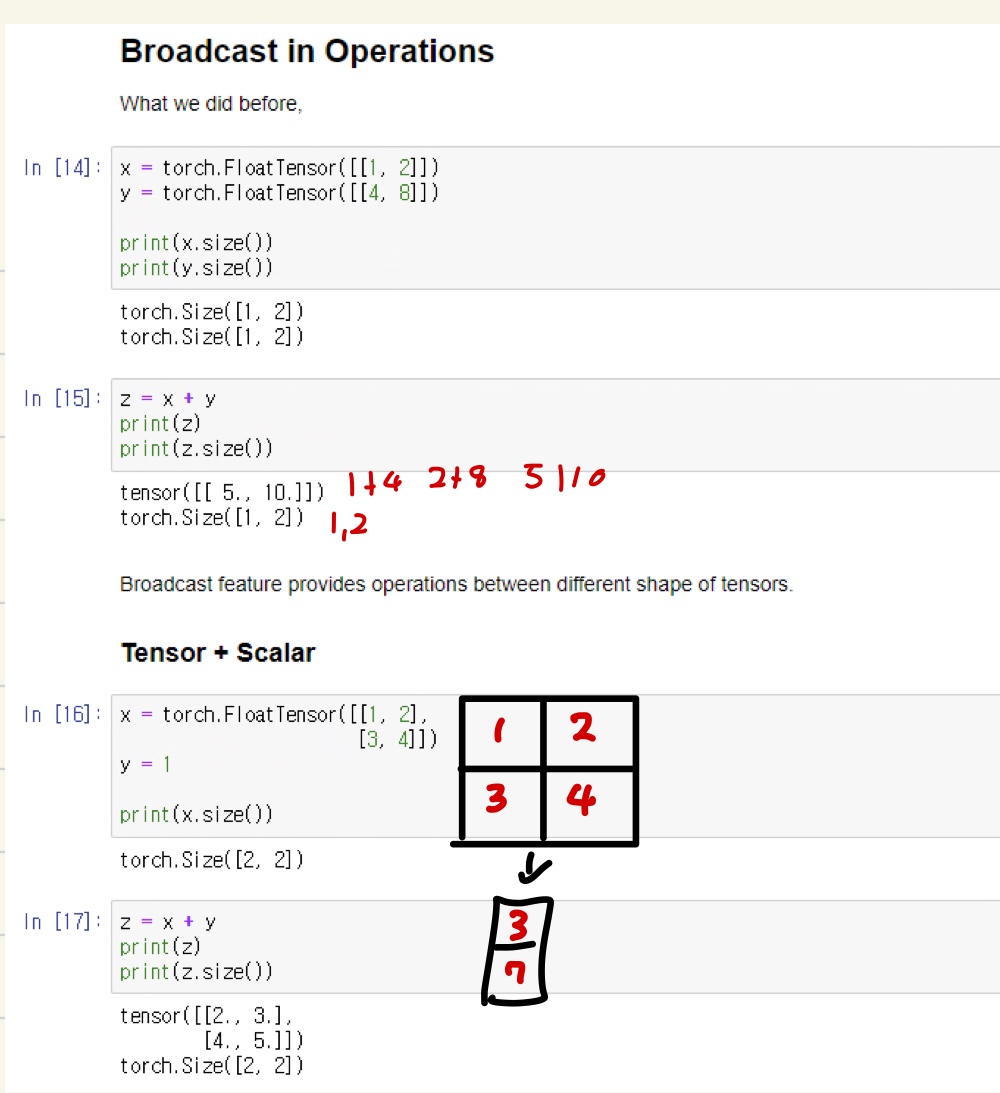 Broadcast in Operations
What we did before,
In [14]: x = torch.FloatTensor([[1, 2]])
y = torch.FloatTensor([[4, 8]])
print(x.size())
print(y.size())
torch.Size([1, 2])
torch.Size([1, 2])
In [15]: z = x + y
print(z)
print(z.size())
tensor([[ 5., 10.]]) 1+4 2+8 5 | 10
torch.Size([1, 2]) 1,2
Broadcast feature provides operations between different shape of tensors.
Tensor + Scalar
In [16]: x = torch.FloatTensor([[1, 2], 1 2
[3, 4]])
y = 1
3 4
print(x.size())
torch.Size([2, 2])
In [17]: z = x + y 3
print(z)
print(z.size()) 7
tensor([[2., 3.],
[4., 5.]])
torch.Size([2, 2])